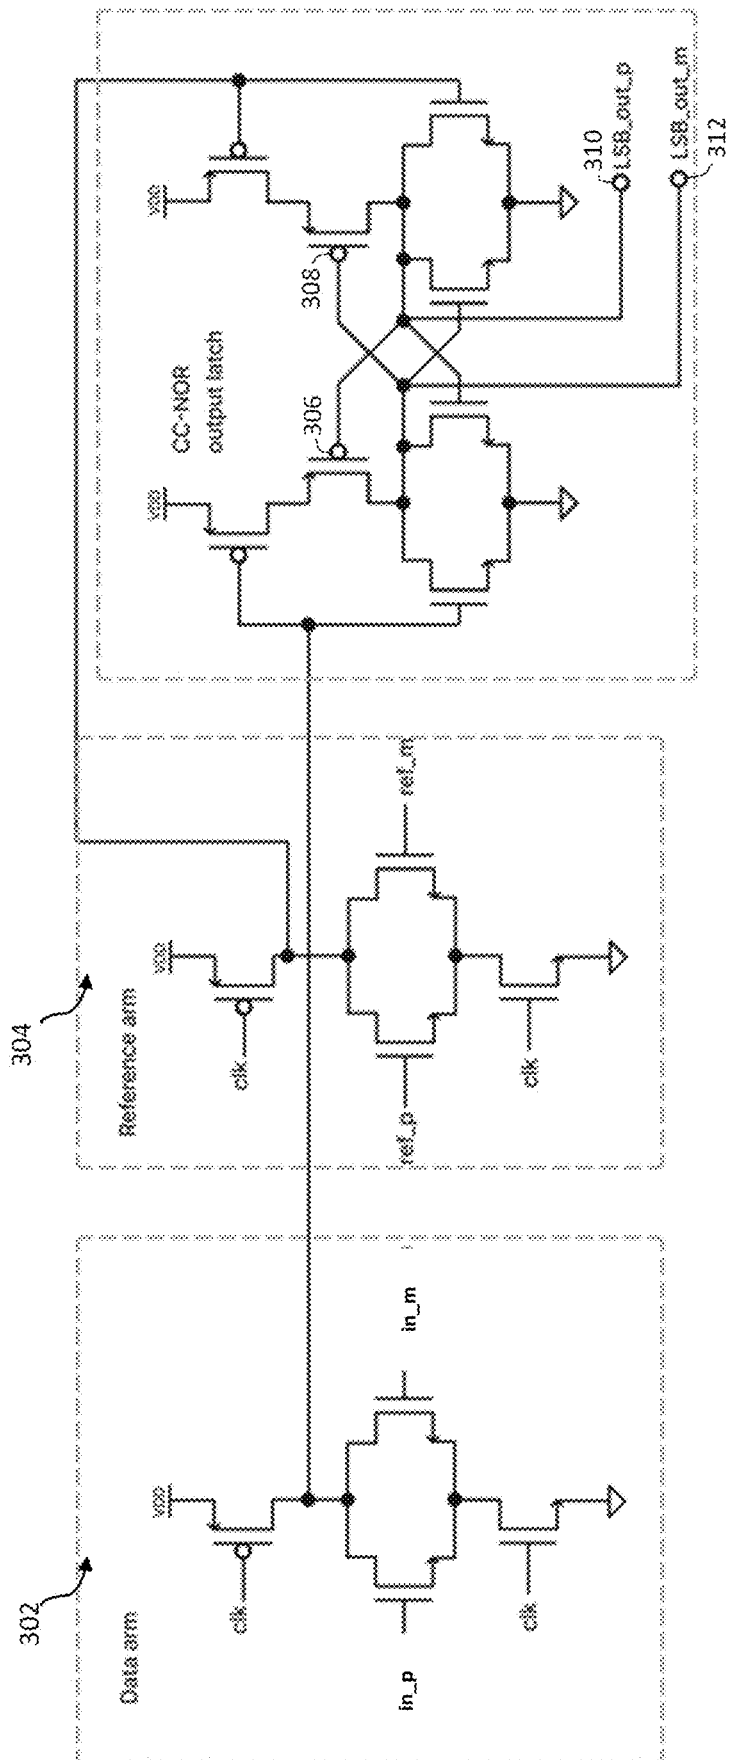 302
Data arm
VDD
clk
in_p
in_m
clk
304
Reference arm
VDD
clk
ref_p
ref_m
clk
CC-NOR
output latch
VDD
VDD
306
308
310
LSB_out_p
LSB_out_m
312